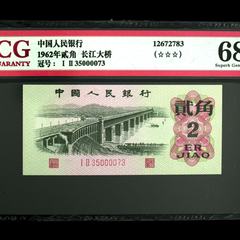 CG
中国人民银行
1962年贰角 长江大桥
冠号: I II 35000073
12672783
(☆☆☆)
68
Superb Gem
中国人民银行
贰角
2
ER
JIAO
I II 35000073